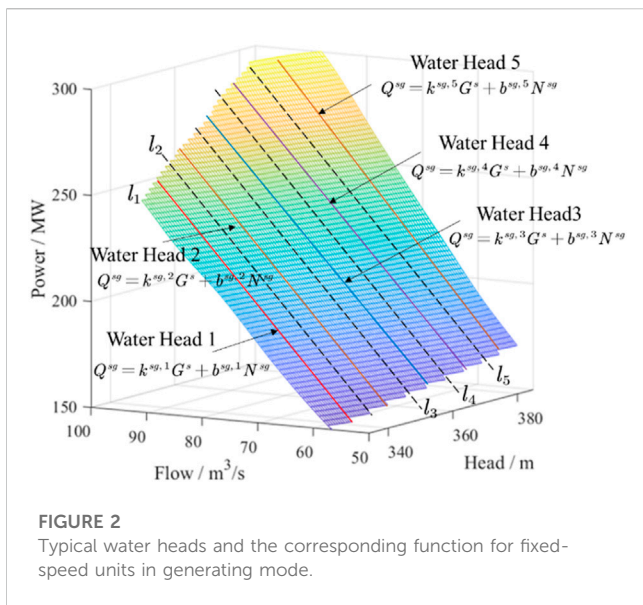 Water Head 5
Q^{sg} = k^{sg,5}G^{s} + b^{sg,5}N^{sg}
300
l_2
Water Head 4
Q^{sg} = k^{sg,4}G^{s} + b^{sg,4}N^{sg}
250
l_1
Water Head3
Q^{sg} = k^{sg,3}G^{s} + b^{sg,3}N^{sg}
Power / MW
Water Head 2
Q^{sg} = k^{sg,2}G^{s} + b^{sg,2}N^{sg}
200
Water Head 1
Q^{sg} = k^{sg,1}G^{s} + b^{sg,1}N^{sg}
l_5
l_4
l_3
150
100
90
80
70
60
50
340
360
380
Flow / m^3/s
Head / m
FIGURE 2
Typical water heads and the corresponding function for fixed-
speed units in generating mode.